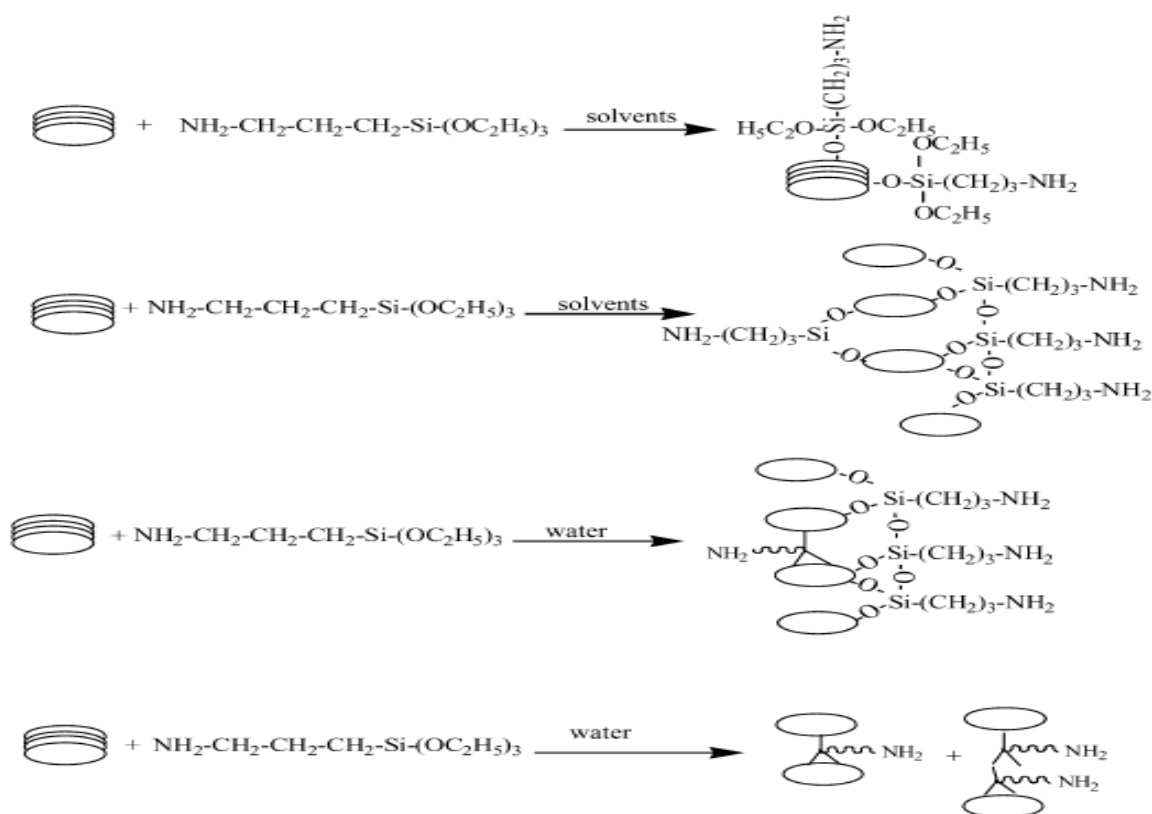 (CH₂)₃-NH₂
+ NH₂-CH₂-CH₂-CH₂-Si-(OC₂H₅)₃
solvents
H₅C₂O-Si-OC₂H₅
O
OC₂H₅
-O-Si-(CH₂)₃-NH₂
OC₂H₅
+ NH₂-CH₂-CH₂-CH₂-Si-(OC₂H₅)₃
solvents
-O-
Si-(CH₂)₃-NH₂
-O- O- O
NH₂-(CH₂)₃-Si
Si-(CH₂)₃-NH₂
-O- O- O- O
O-Si-(CH₂)₃-NH₂
+ NH₂-CH₂-CH₂-CH₂-Si-(OC₂H₅)₃
water
-O-
O- Si-(CH₂)₃-NH₂
O
NH₂
O-Si-(CH₂)₃-NH₂
O- O
O-Si-(CH₂)₃-NH₂
+ NH₂-CH₂-CH₂-CH₂-Si-(OC₂H₅)₃
water
NH₂ + NH₂
NH₂